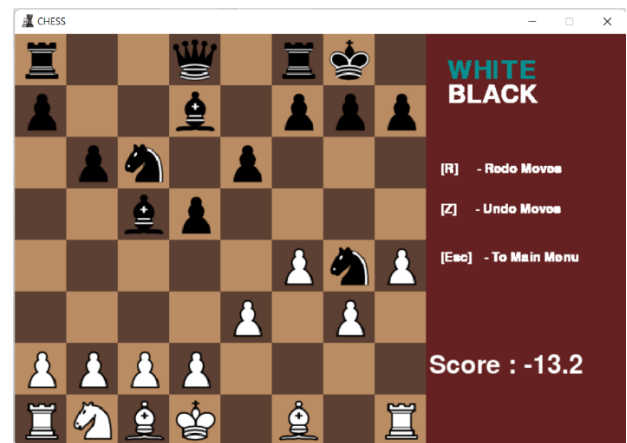 CHESS
WHITE
BLACK
[R] - Redo Moves
[Z] - Undo Moves
[Esc] - To Main Menu
Score : -13.2